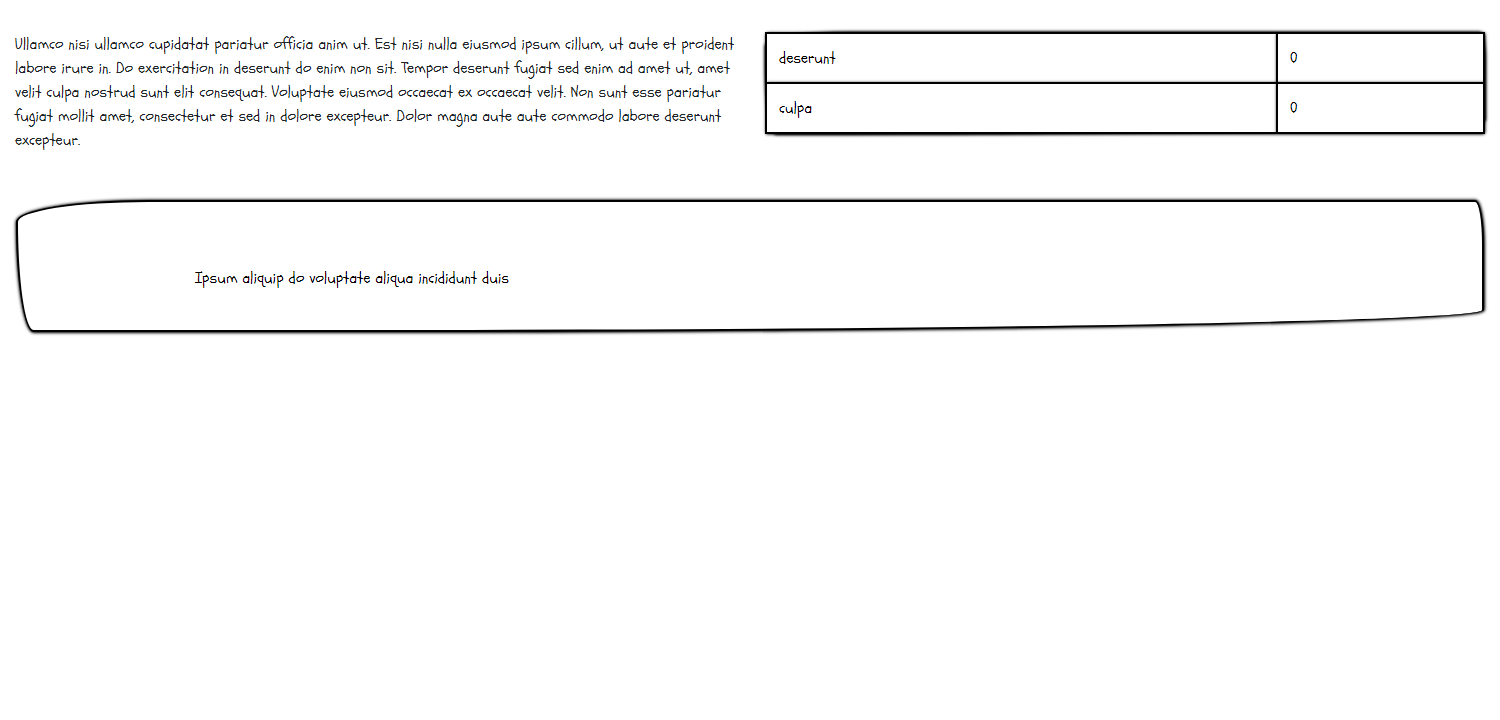 Ullamco nisi ullamco cupidatat pariatur officia anim ut. Est nisi nulla eiusmod ipsum cillum, ut aute et proident
labore irure in. Do exercitation in deserunt do enim non sit. Tempor deserunt fugiat sed enim ad amet ut, amet
velit culpa nostrud sunt elit consequat. Voluptate eiusmod occaecat ex occaecat velit. Non sunt esse pariatur
fugiat mollit amet, consectetur et sed in dolore excepteur. Dolor magna aute aute commodo labore deserunt
excepteur.
deserunt 0
culpa 0
Ipsum aliquip do voluptate aliqua incididunt duis